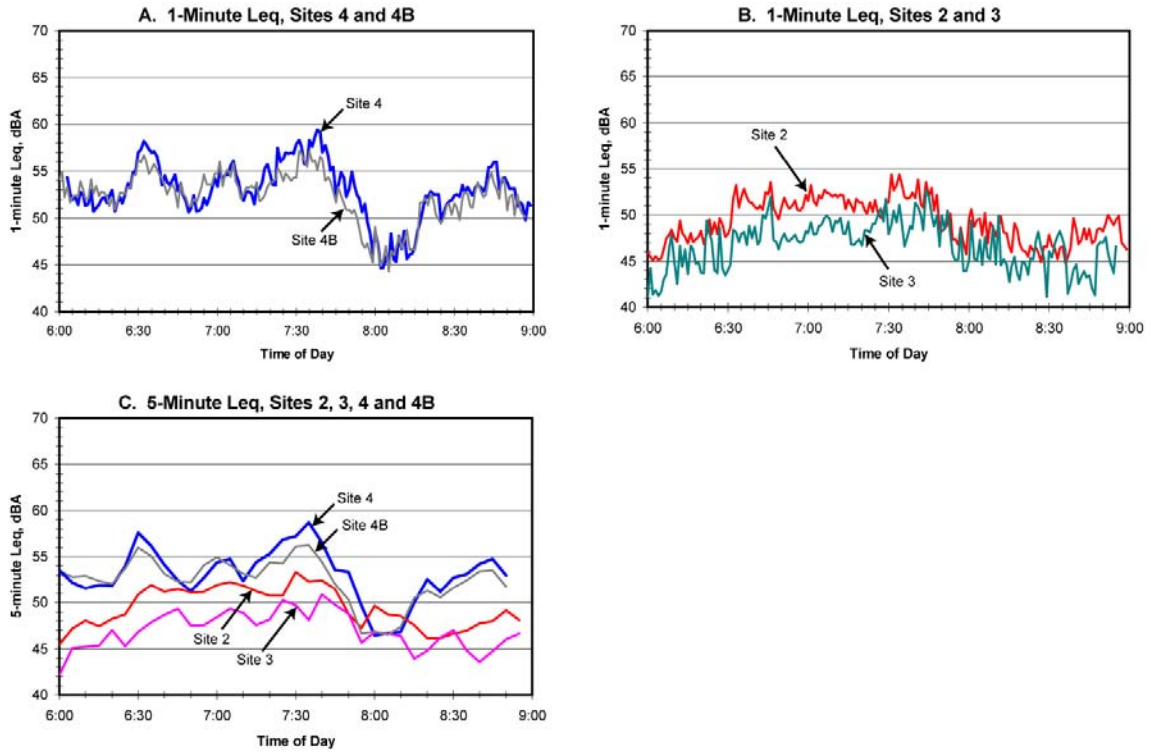 A. 1-Minute Leq, Sites 4 and 4B
70
65
60
55
50
45
40
1-minute Leq, dBA
Site 4
Site 4B
6:00 6:30 7:00 7:30 8:00 8:30 9:00
Time of Day
B. 1-Minute Leq, Sites 2 and 3
70
65
60
55
50
45
40
1-minute Leq, dBA
Site 2
Site 3
6:00 6:30 7:00 7:30 8:00 8:30 9:00
Time of Day
C. 5-Minute Leq, Sites 2, 3, 4 and 4B
70
65
60
55
50
45
40
5-minute Leq, dBA
Site 4
Site 4B
Site 2
Site 3
6:00 6:30 7:00 7:30 8:00 8:30 9:00
Time of Day